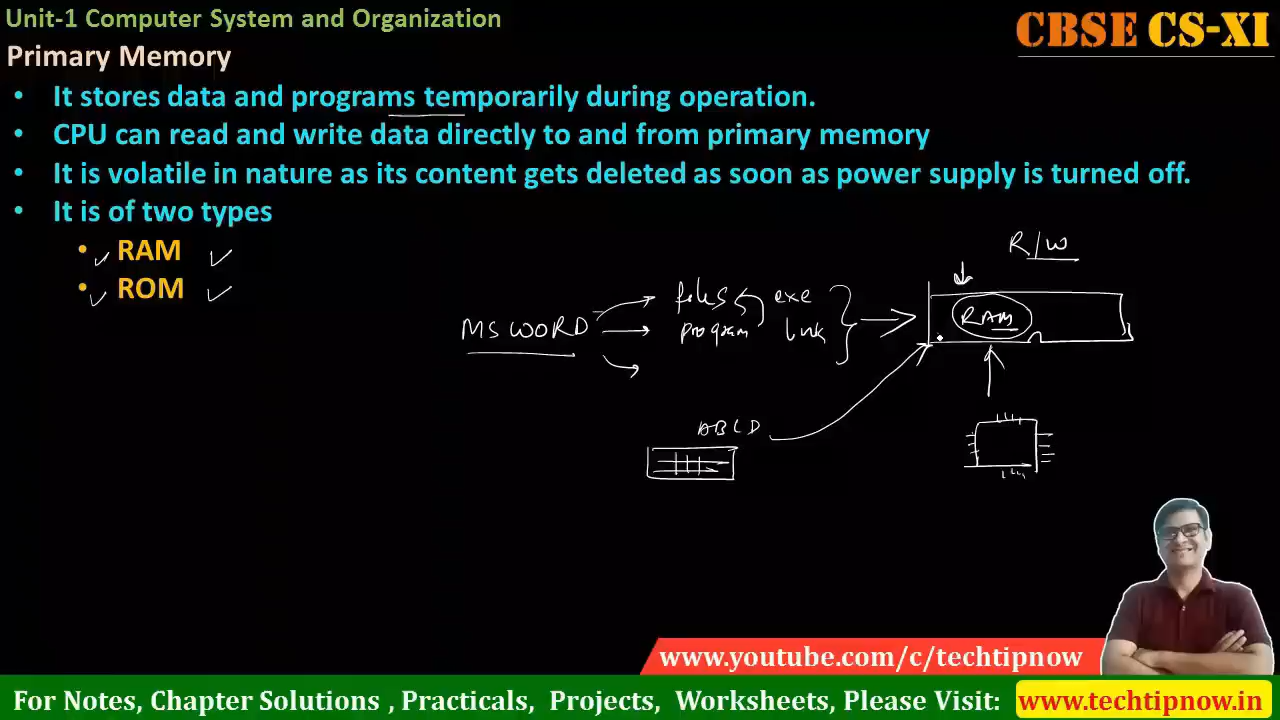 Unit-1 Computer System and Organization
CBSE CS-XI
Primary Memory
• It stores data and programs temporarily during operation.
• CPU can read and write data directly to and from primary memory
• It is volatile in nature as its content gets deleted as soon as power supply is turned off.
• It is of two types
• RAM
• ROM
R/W
MS WORD
files exe
program link
RAM
ABCD
www.youtube.com/c/techtipnow
For Notes, Chapter Solutions , Practicals, Projects, Worksheets, Please Visit: www.techtipnow.in